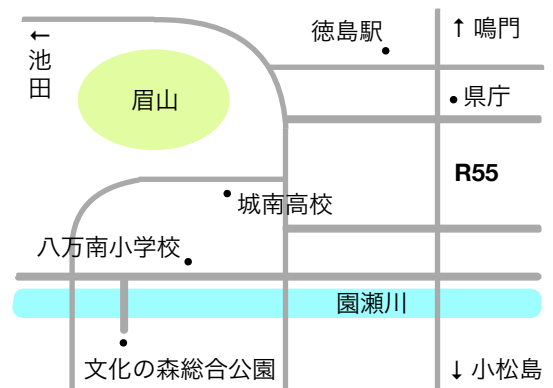 徳島駅
↑ 鳴門
←
池田
眉山
県庁
R55
城南高校
八万南小学校
園瀬川
文化の森総合公園
↓ 小松島